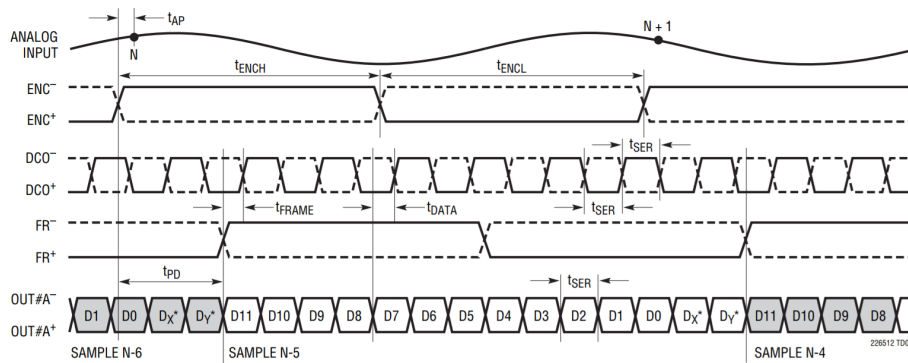 tAP
ANALOG INPUT
N
N + 1
tENCH
tENCL
ENC–
ENC+
DCO–
DCO+
tSER
tFRAME
tDATA
tSER
FR–
FR+
tPD
tSER
OUT#A–
OUT#A+
D1 D0 DX* DY* D11 D10 D9 D8 D7 D6 D5 D4 D3 D2 D1 D0 DX* DY* D11 D10 D9 D8
SAMPLE N-6
SAMPLE N-5
SAMPLE N-4